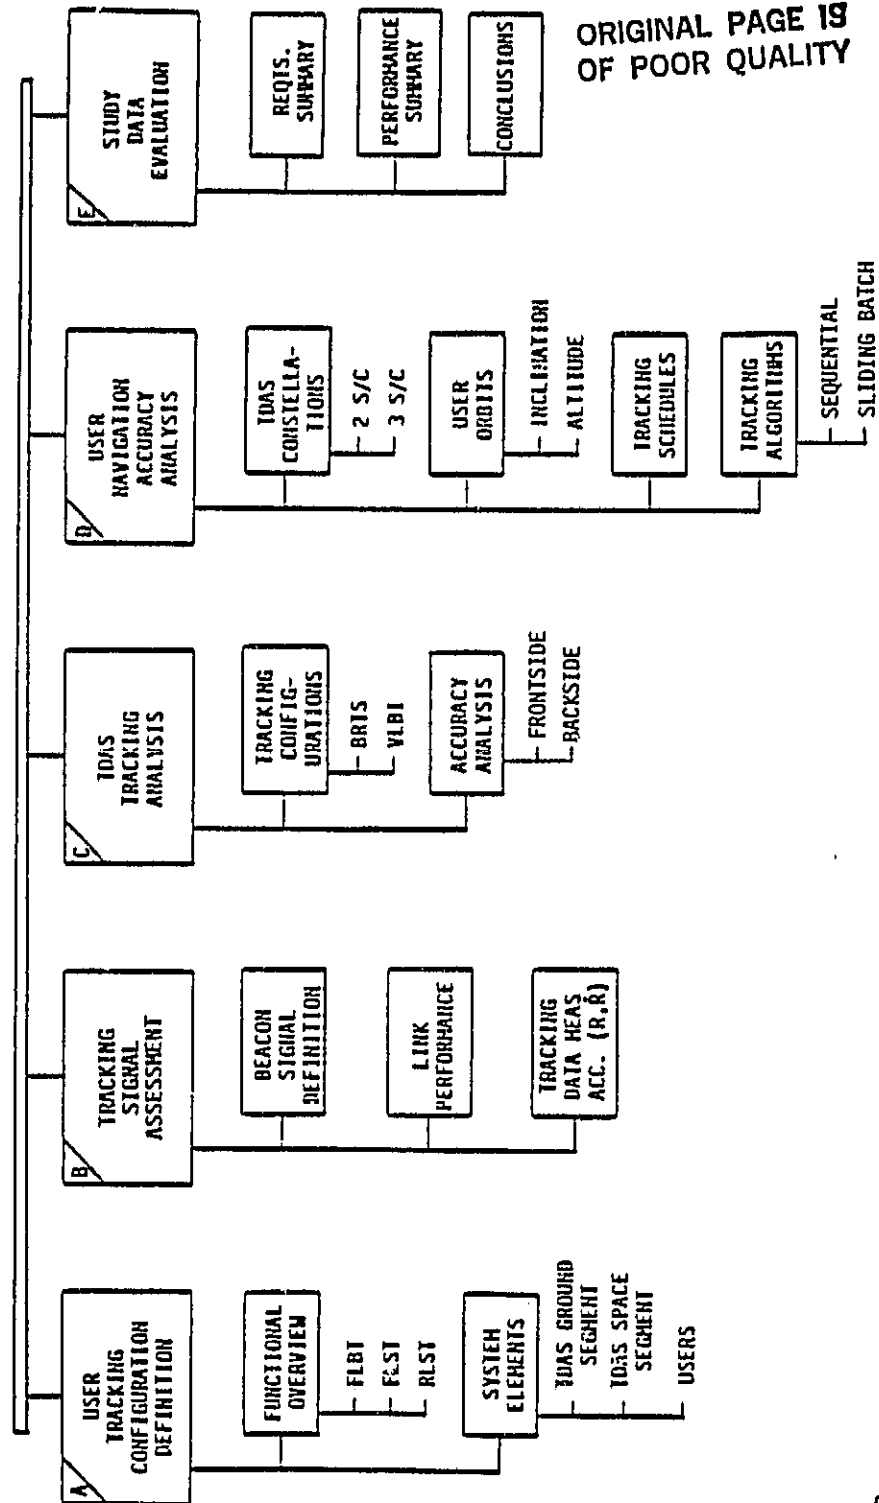 ORIGINAL PAGE IS
OF POOR QUALITY
A
USER
TRACKING
CONFIGURATION
DEFINITION
FUNCTIONAL
OVERVIEW
FLBT
FLST
RLST
SYSTEM
ELEMENTS
TDAS GROUND
SEGMENT
TDAS SPACE
SEGMENT
USERS
B
TRACKING
SIGNAL
ASSESSMENT
BEACON
SIGNAL
DEFINITION
LINK
PERFORMANCE
TRACKING
DATA MEAS
ACC. (R,Ṙ)
C
TDAS
TRACKING
ANALYSIS
TRACKING
CONFIG-
URATIONS
BRTS
VLBI
ACCURACY
ANALYSIS
FRONTSIDE
BACKSIDE
D
USER
NAVIGATION
ACCURACY
ANALYSIS
TDAS
CONSTELLA-
TIONS
2 S/C
3 S/C
USER
ORBITS
INCLINATION
ALTITUDE
TRACKING
SCHEDULES
TRACKING
ALGORITHMS
SEQUENTIAL
SLIDING BATCH
E
STUDY
DATA
EVALUATION
REQTS.
SUMMARY
PERFORMANCE
SUMMARY
CONCLUSIONS